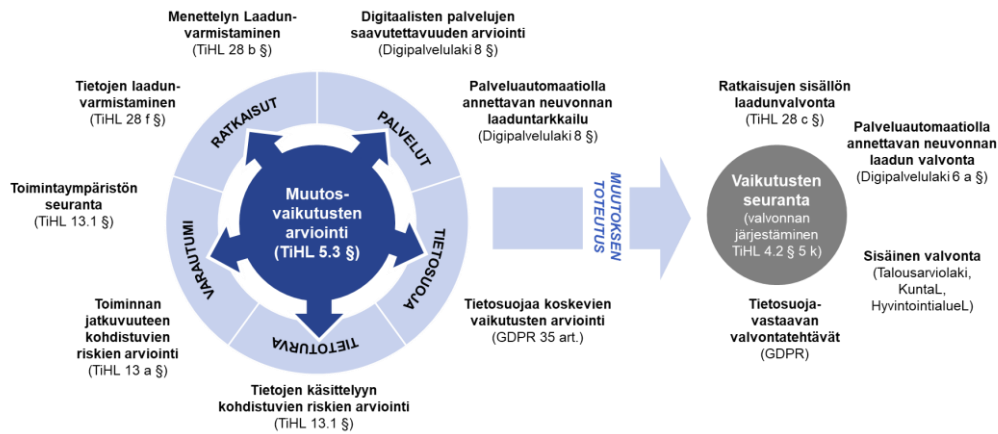 Menettelyn Laadun-
varmistaminen
(TiHL 28 b §)
Digitaalisten palvelujen
saavutettavuuden arviointi
(Digipalvelulaki 8 §)
Tietojen laadun-
varmistaminen
(TiHL 28 f §)
Palveluautomaatiolla
annettavan neuvonnan
laaduntarkkailu
(Digipalvelulaki 8 §)
Toimintaympäristön
seuranta
(TiHL 13.1 §)
RATKAISUT
PALVELUT
TIETOSUOJA
TIETOTURVA
VARAUTUMI
Muutos-
vaikutusten
arviointi
(TiHL 5.3 §)
Toiminnan
jatkuvuuteen
kohdistuvien
riskien arviointi
(TiHL 13 a §)
Tietojen käsittelyyn
kohdistuvien riskien arviointi
(TiHL 13.1 §)
Tietosuojaa koskevien
vaikutusten arviointi
(GDPR 35 art.)
MUUTOKSEN
TOTEUTUS
Ratkaisujen sisällön
laadunvalvonta
(TiHL 28 c §)
Palveluautomaatiolla
annettavan neuvonnan
laadun valvonta
(Digipalvelulaki 6 a §)
Vaikutusten
seuranta
(valvonnan
järjestäminen
TiHL 4.2 § 5 k)
Sisäinen valvonta
(Talousarviolaki,
KuntaL,
HyvintointialueL)
Tietosuoja-
vastaavan
valvontatehtävät
(GDPR)